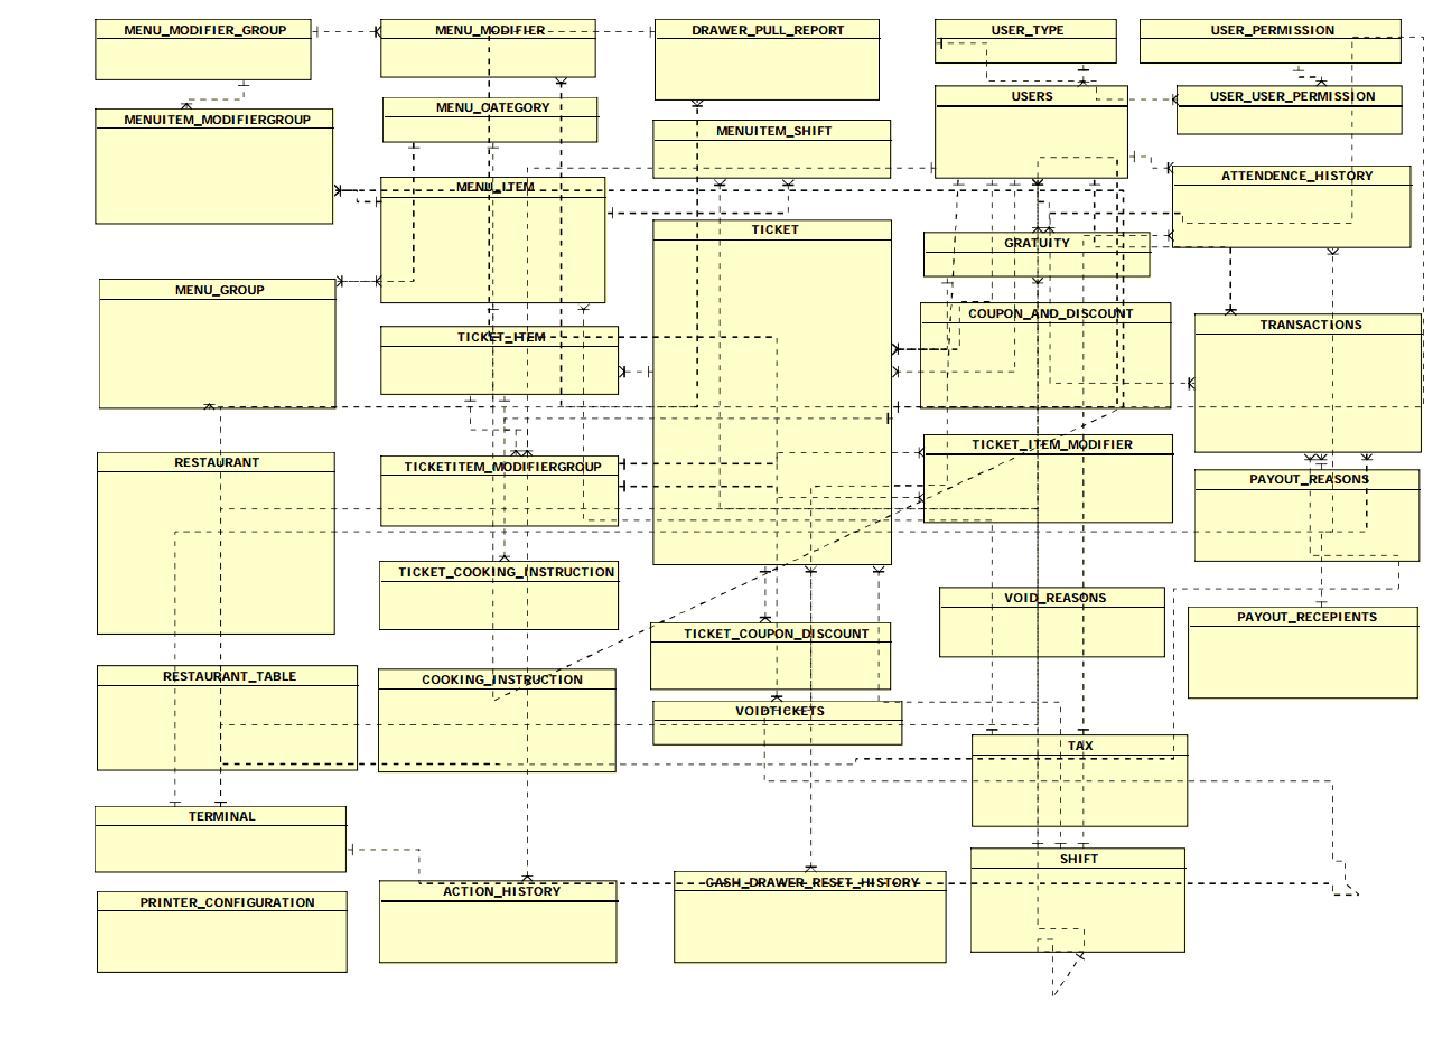 MENU_MODIFIER_GROUP
MENU_MODIFIER
DRAWER_PULL_REPORT
USER_TYPE
USER_PERMISSION
MENUITEM_MODIFIERGROUP
MENU_CATEGORY
MENUITEM_SHIFT
USERS
USER_USER_PERMISSION
MENU_ITEM
ATTENDENCE_HISTORY
TICKET
GRATUITY
MENU_GROUP
COUPON_AND_DISCOUNT
TRANSACTIONS
TICKET_ITEM
TICKET_ITEM_MODIFIER
RESTAURANT
TICKETITEM_MODIFIERGROUP
PAYOUT_REASONS
TICKET_COOKING_INSTRUCTION
VOID_REASONS
PAYOUT_RECEPIENTS
TICKET_COUPON_DISCOUNT
RESTAURANT_TABLE
COOKING_INSTRUCTION
VOIDTICKETS
TAX
TERMINAL
SHIFT
ACTION_HISTORY
CASH_DRAWER_RESET_HISTORY
PRINTER_CONFIGURATION